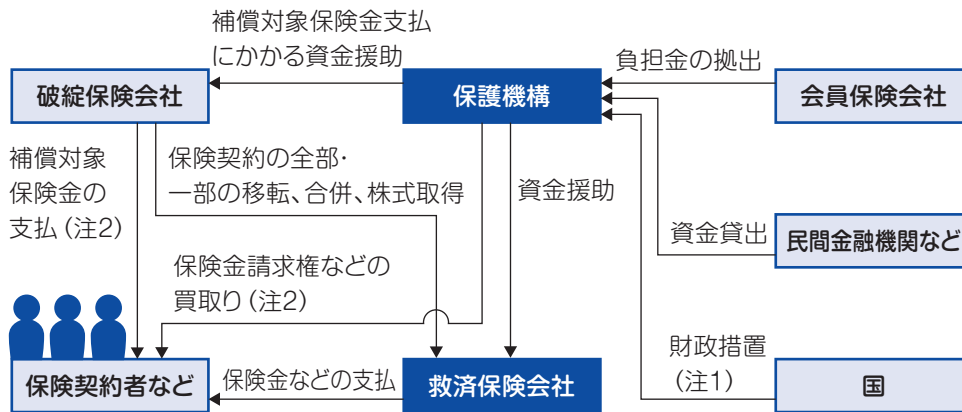 補償対象保険金支払
にかかる資金援助
負担金の拠出
破綻保険会社
保護機構
会員保険会社
補償対象
保険金の
支払(注2)
保険契約の全部・
一部の移転、合併、株式取得
資金援助
資金貸出
民間金融機関など
保険金請求権などの
買取り(注2)
財政措置
(注1)
保険契約者など
保険金などの支払
救済保険会社
国